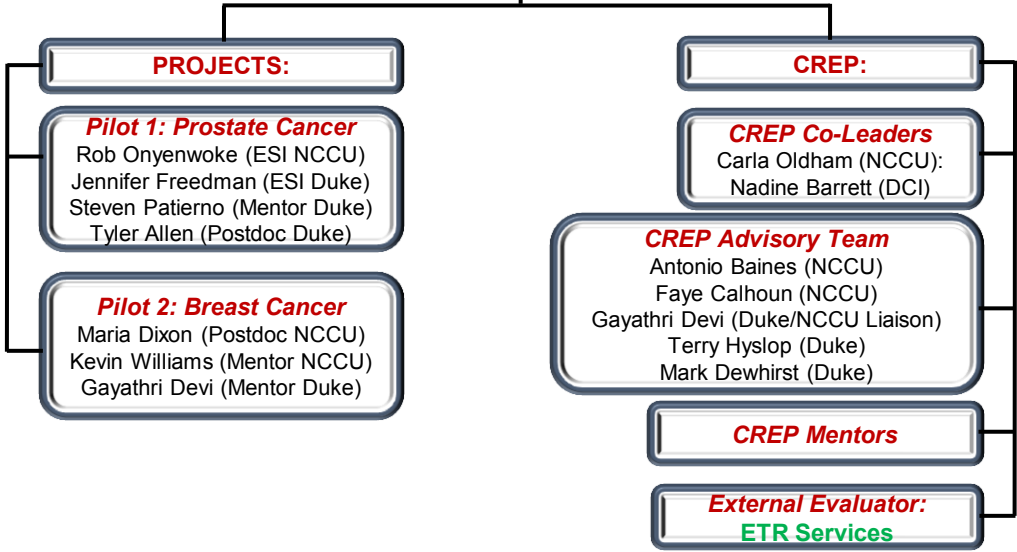 PROJECTS:
Pilot 1: Prostate Cancer
Rob Onyenwoke (ESI NCCU)
Jennifer Freedman (ESI Duke)
Steven Patierno (Mentor Duke)
Tyler Allen (Postdoc Duke)
Pilot 2: Breast Cancer
Maria Dixon (Postdoc NCCU)
Kevin Williams (Mentor NCCU)
Gayathri Devi (Mentor Duke)
CREP:
CREP Co-Leaders
Carla Oldham (NCCU):
Nadine Barrett (DCI)
CREP Advisory Team
Antonio Baines (NCCU)
Faye Calhoun (NCCU)
Gayathri Devi (Duke/NCCU Liaison)
Terry Hyslop (Duke)
Mark Dewhirst (Duke)
CREP Mentors
External Evaluator:
ETR Services